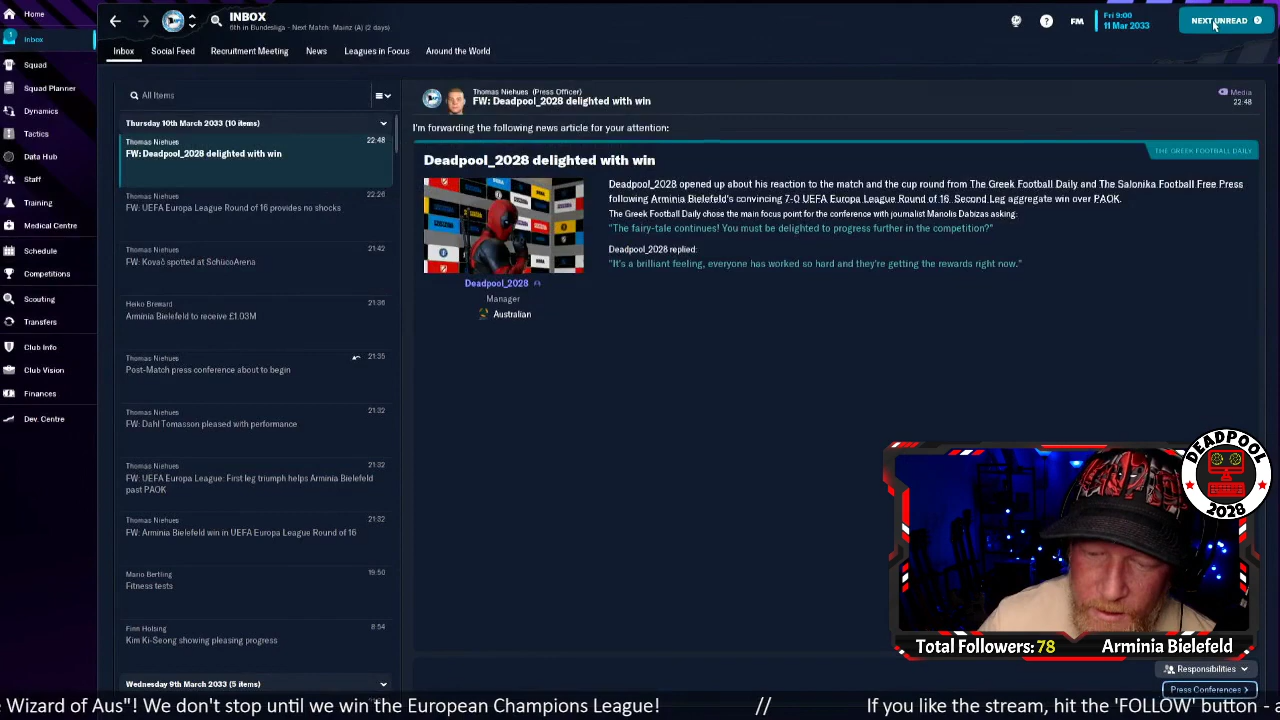 Home
1
Inbox
Squad
Squad Planner
Dynamics
Tactics
Data Hub
Staff
Training
Medical Centre
Schedule
Competitions
Scouting
Transfers
Club Info
Club Vision
Finances
Dev. Centre
INBOX
6th in Bundesliga - Next Match: Mainz (A) (2 days)
?
FM
Fri 9:00
11 Mar 2033
NEXT UNREAD
Inbox Social Feed Recruitment Meeting News Leagues in Focus Around the World
All Items
Thursday 10th March 2033 (10 items)
Thomas Niehues 22:48
FW: Deadpool_2028 delighted with win
Thomas Niehues 22:26
FW: UEFA Europa League Round of 16 provides no shocks
Thomas Niehues 21:42
FW: Kovač spotted at SchücoArena
Heiko Breward 21:36
Arminia Bielefeld to receive £1.03M
Thomas Niehues 21:35
Post-Match press conference about to begin
Thomas Niehues 21:32
FW: Dahl Tomasson pleased with performance
Thomas Niehues 21:32
FW: UEFA Europa League: First leg triumph helps Arminia Bielefeld
past PAOK
Thomas Niehues 21:32
FW: Arminia Bielefeld win in UEFA Europa League Round of 16
Mario Bertling 19:50
Fitness tests
Finn Holsing 8:54
Kim Ki-Seong showing pleasing progress
Wednesday 9th March 2033 (5 items)
Thomas Niehues (Press Officer)
FW: Deadpool_2028 delighted with win
Media
22:48
I'm forwarding the following news article for your attention:
THE GREEK FOOTBALL DAILY
Deadpool_2028 delighted with win
Deadpool_2028
Manager
Australian
Deadpool_2028 opened up about his reaction to the match and the cup round from The Greek Football Daily and The Salonika Football Free Press
following Arminia Bielefeld's convincing 7-0 UEFA Europa League Round of 16 Second Leg aggregate win over PAOK.
The Greek Football Daily chose the main focus point for the conference with journalist Manolis Dabizas asking:
"The fairy-tale continues! You must be delighted to progress further in the competition?"
Deadpool_2028 replied:
"It's a brilliant feeling, everyone has worked so hard and they're getting the rewards right now."
DEADPOOL
2028
Total Followers: 78 Arminia Bielefeld
Responsibilities
Press Conferences
e Wizard of Aus"! We don't stop until we win the European Champions League! // If you like the stream, hit the 'FOLLOW' button - a